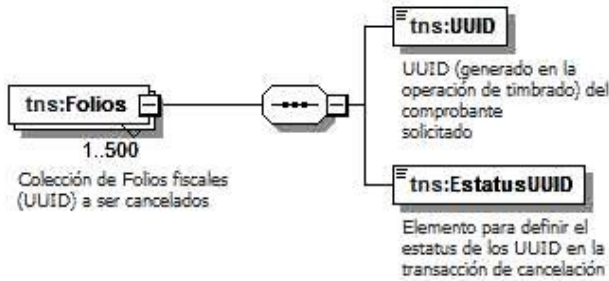 tns:UUID
UUID (generado en la
operación de timbrado) del
comprobante
solicitado
tns:Folios
1..500
Colección de Folios fiscales
(UUID) a ser cancelados
tns:EstatusUUID
Elemento para definir el
estatus de los UUID en la
transacción de cancelación